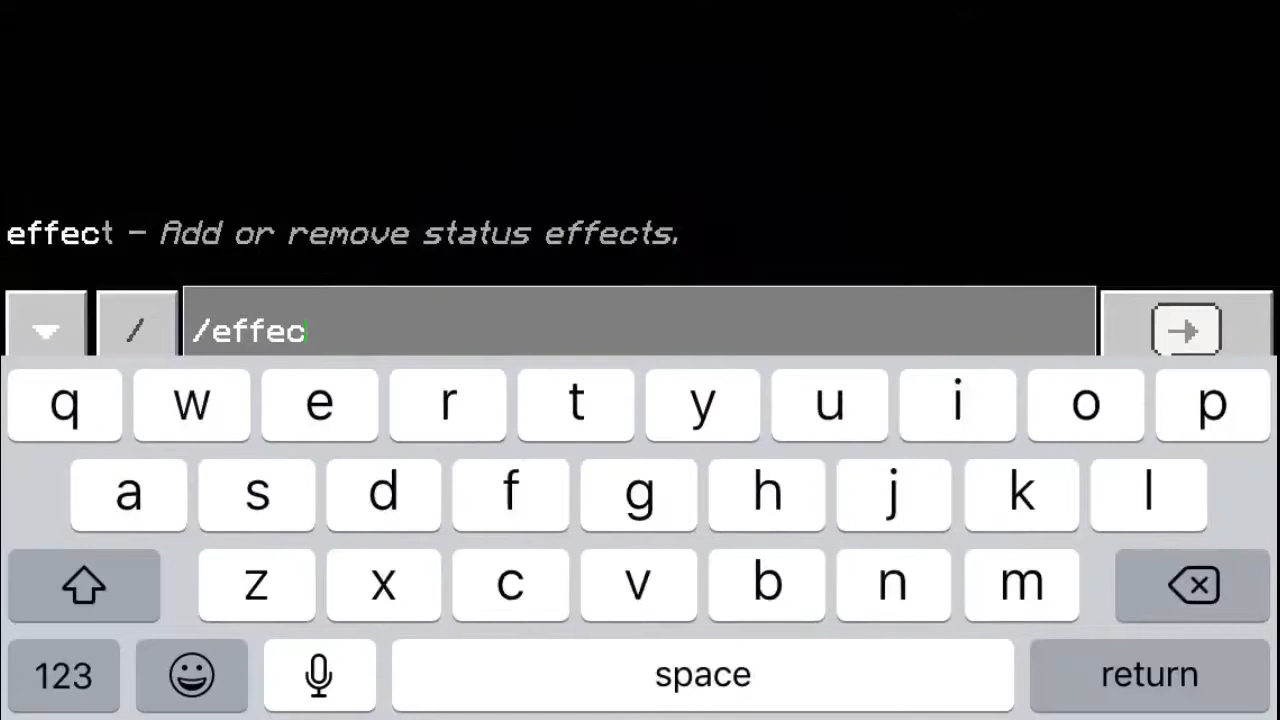 effect - Add or remove status effects.
/ /effec
q w e r t y u i o p
a s d f g h j k l
z x c v b n m
123 space return